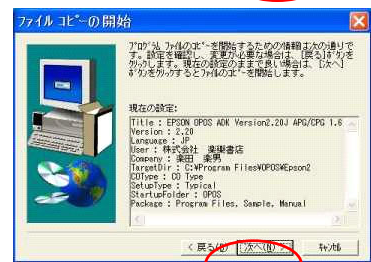 ファイル コピーの開始
プログラム ファイルのコピーを開始するための情報は次の通りで
す。設定を確認し、変更が必要な場合は、[戻る]ボタンを
クリックします。現在の設定のままで良い場合は、[次へ]
ボタンをクリックするとファイルのコピーを開始します。
現在の設定:
Title : EPSON OPOS ADK Version2.20J APG/CPG 1.6
Version : 2.20
Language : JP
User : 株式会社 楽樂書店
Company : 楽田 楽男
TargetDir : C:¥Program Files¥OPOS¥Epson2
COType : CO Type
SetupType : Typical
StartupFolder : OPOS
Package : Program Files, Sample, Manual
< 戻る(B) 次へ(N) > キャンセル